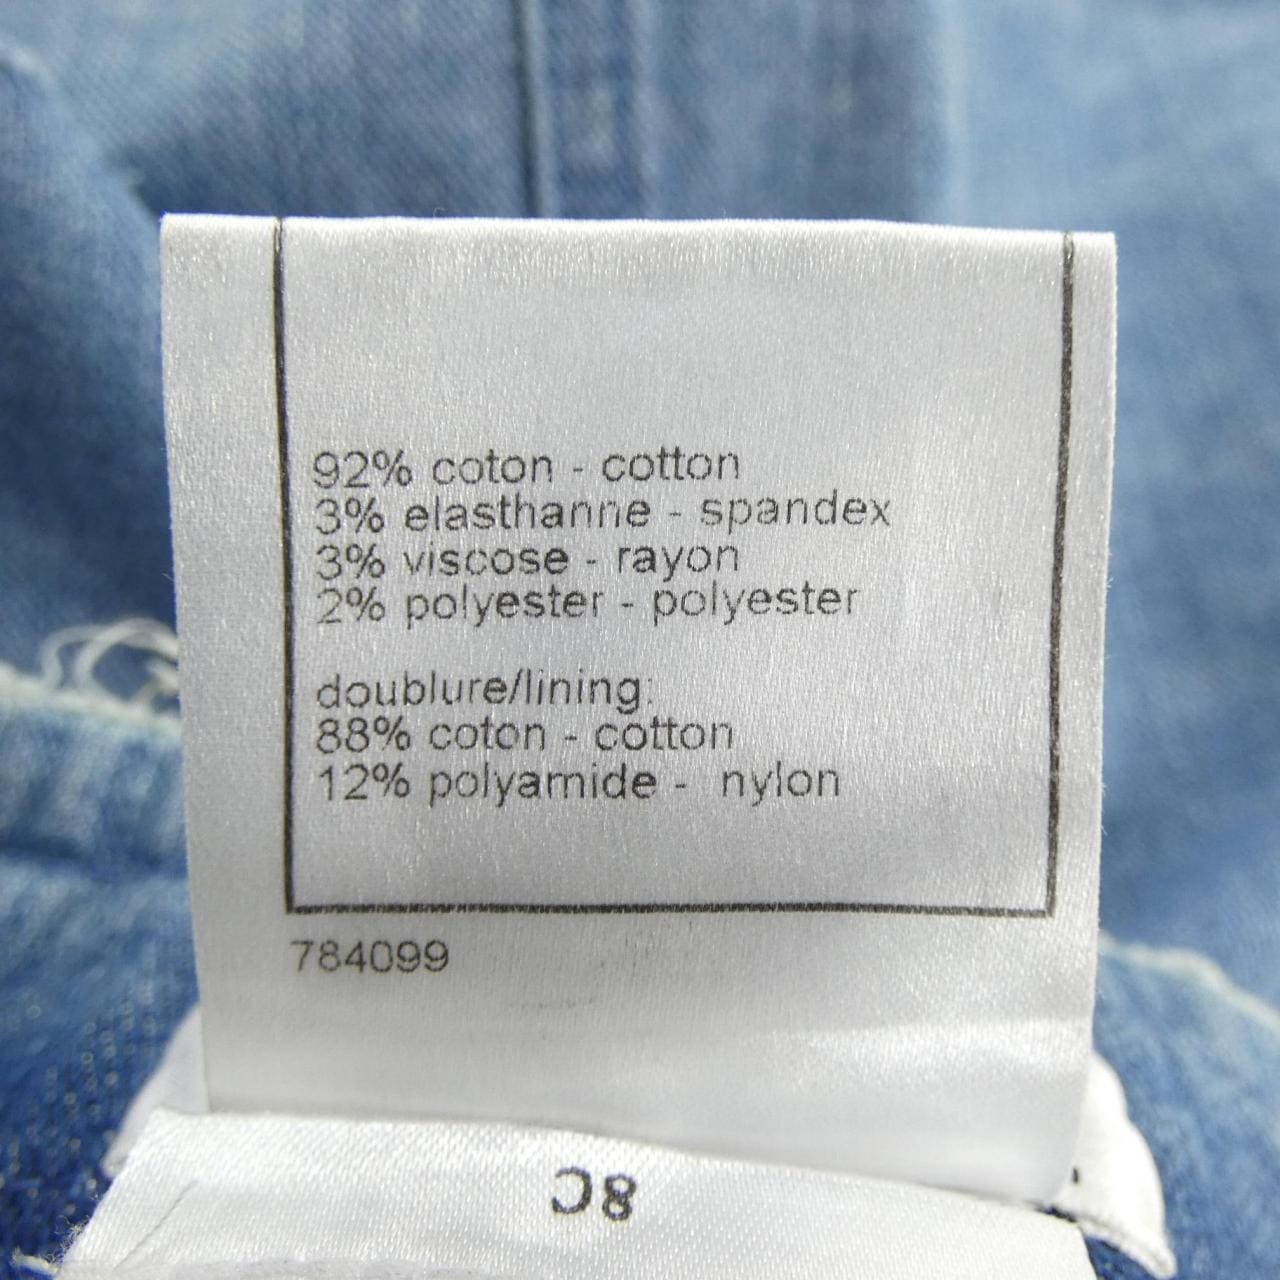 92% coton - cotton
3% elasthanne - spandex
3% viscose - rayon
2% polyester - polyester
doublure/lining:
88% coton - cotton
12% polyamide - nylon
784099